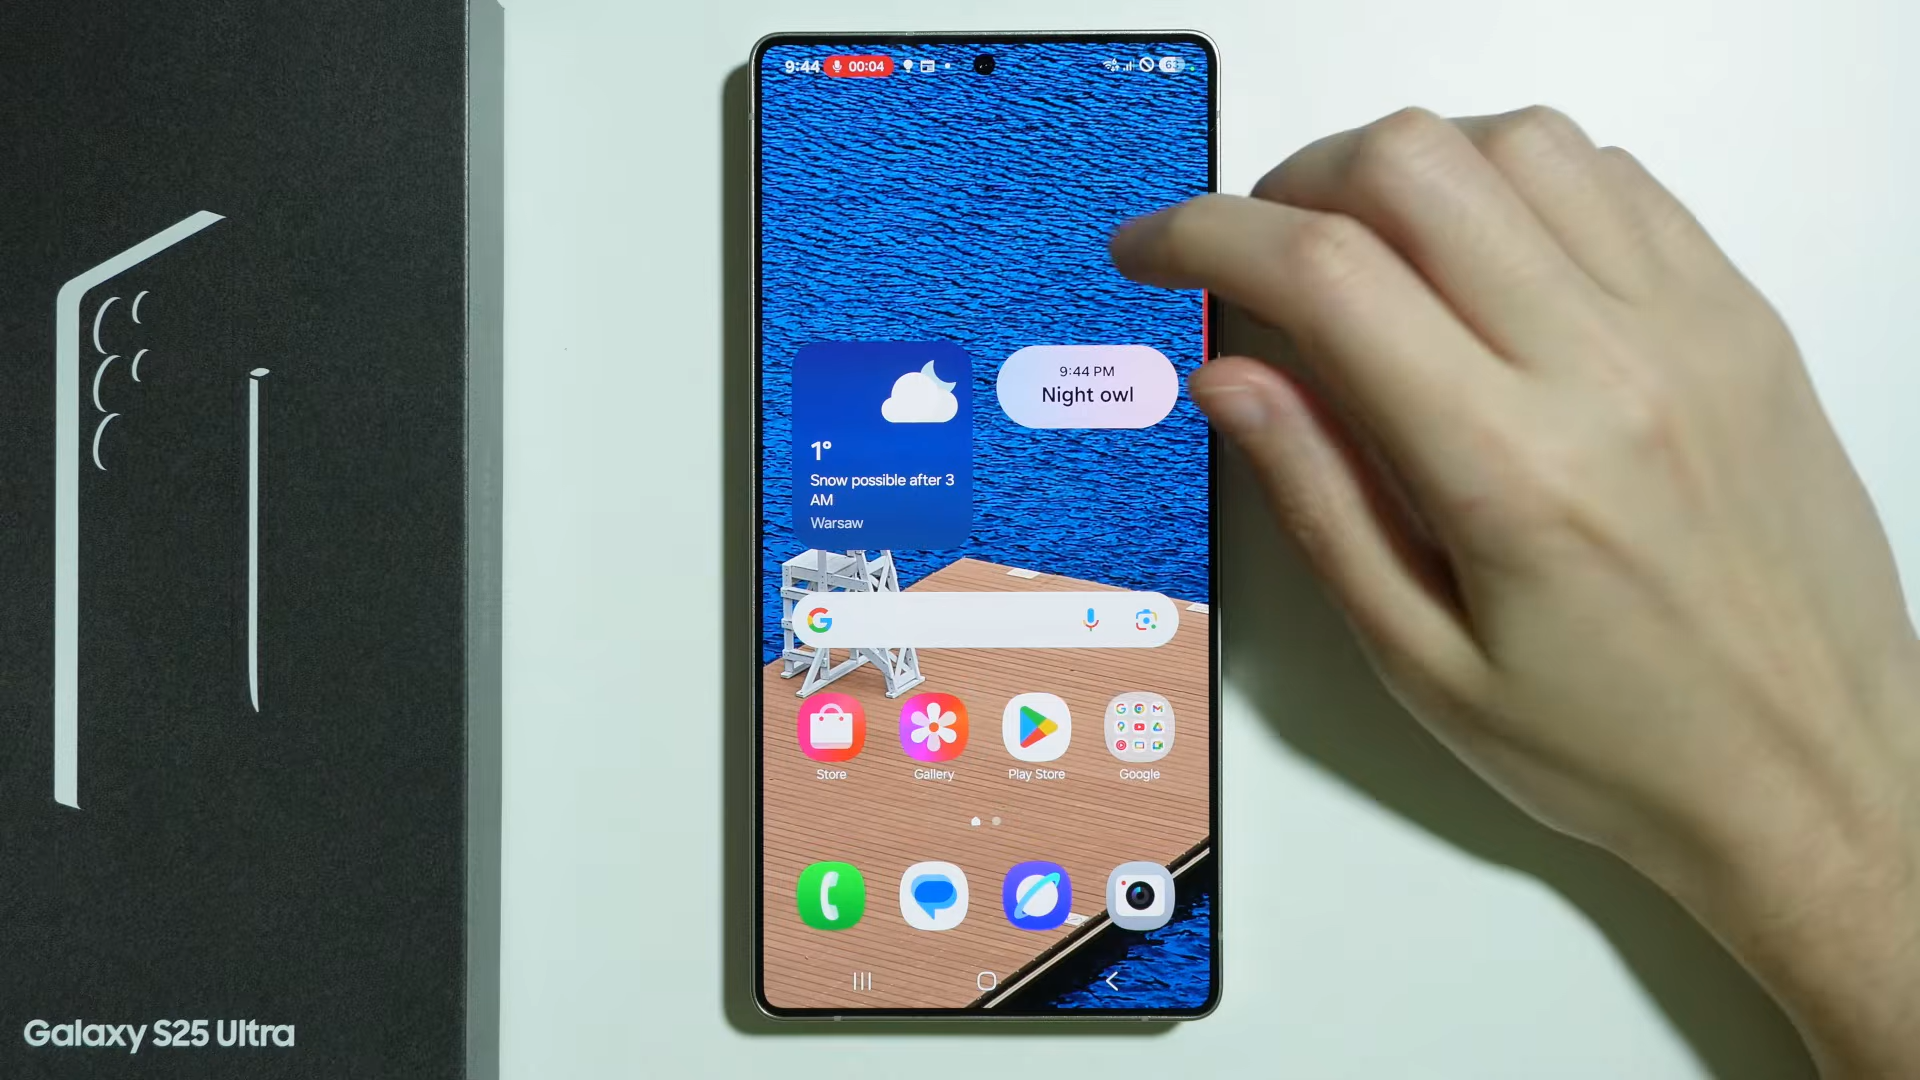 9:44 00:04
63
9:44 PM
Night owl
1°
Snow possible after 3
AM
Warsaw
Store
Gallery
Play Store
Google
Galaxy S25 Ultra